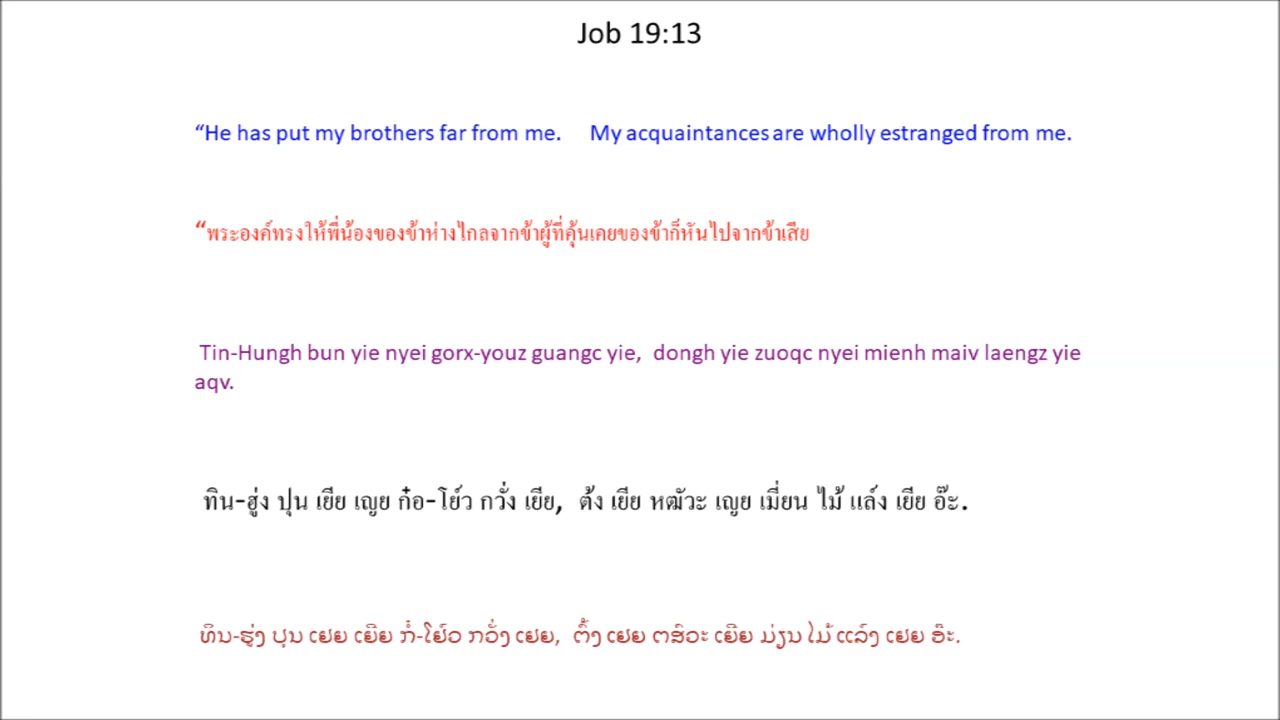 Job 19:13
“He has put my brothers far from me. My acquaintances are wholly estranged from me.
“พระองค์ทรงให้พี่น้องของข้าห่างไกลจากข้าผู้ที่คุ้นเคยของข้าก็หันไปจากข้าเสีย
Tin-Hungh bun yie nyei gorx-youz guangc yie, dongh yie zuoqc nyei mienh maiv laengz yie
aqv.
ทิน-ฮู่ง ปุน เยีย เญย ก๋อ-โย์ว กวั่ง เยีย, ต้ง เยีย หฒัวะ เญย เมี่ยน ไม้ แล์ง เยีย อ๊ะ.
ທິນ-ຮູ່ງ ປຸນ ເຢຍ ເຍີຍ ກໍ໋-ໂຢ໌ວ ກວັ່ງ ເຢຍ, ຕົ້ງ ເຢຍ ຕສົວະ ເຍີຍ ມ່ຽນ ໄມ້ ແລ໌ງ ເຢຍ ອ໊ະ.